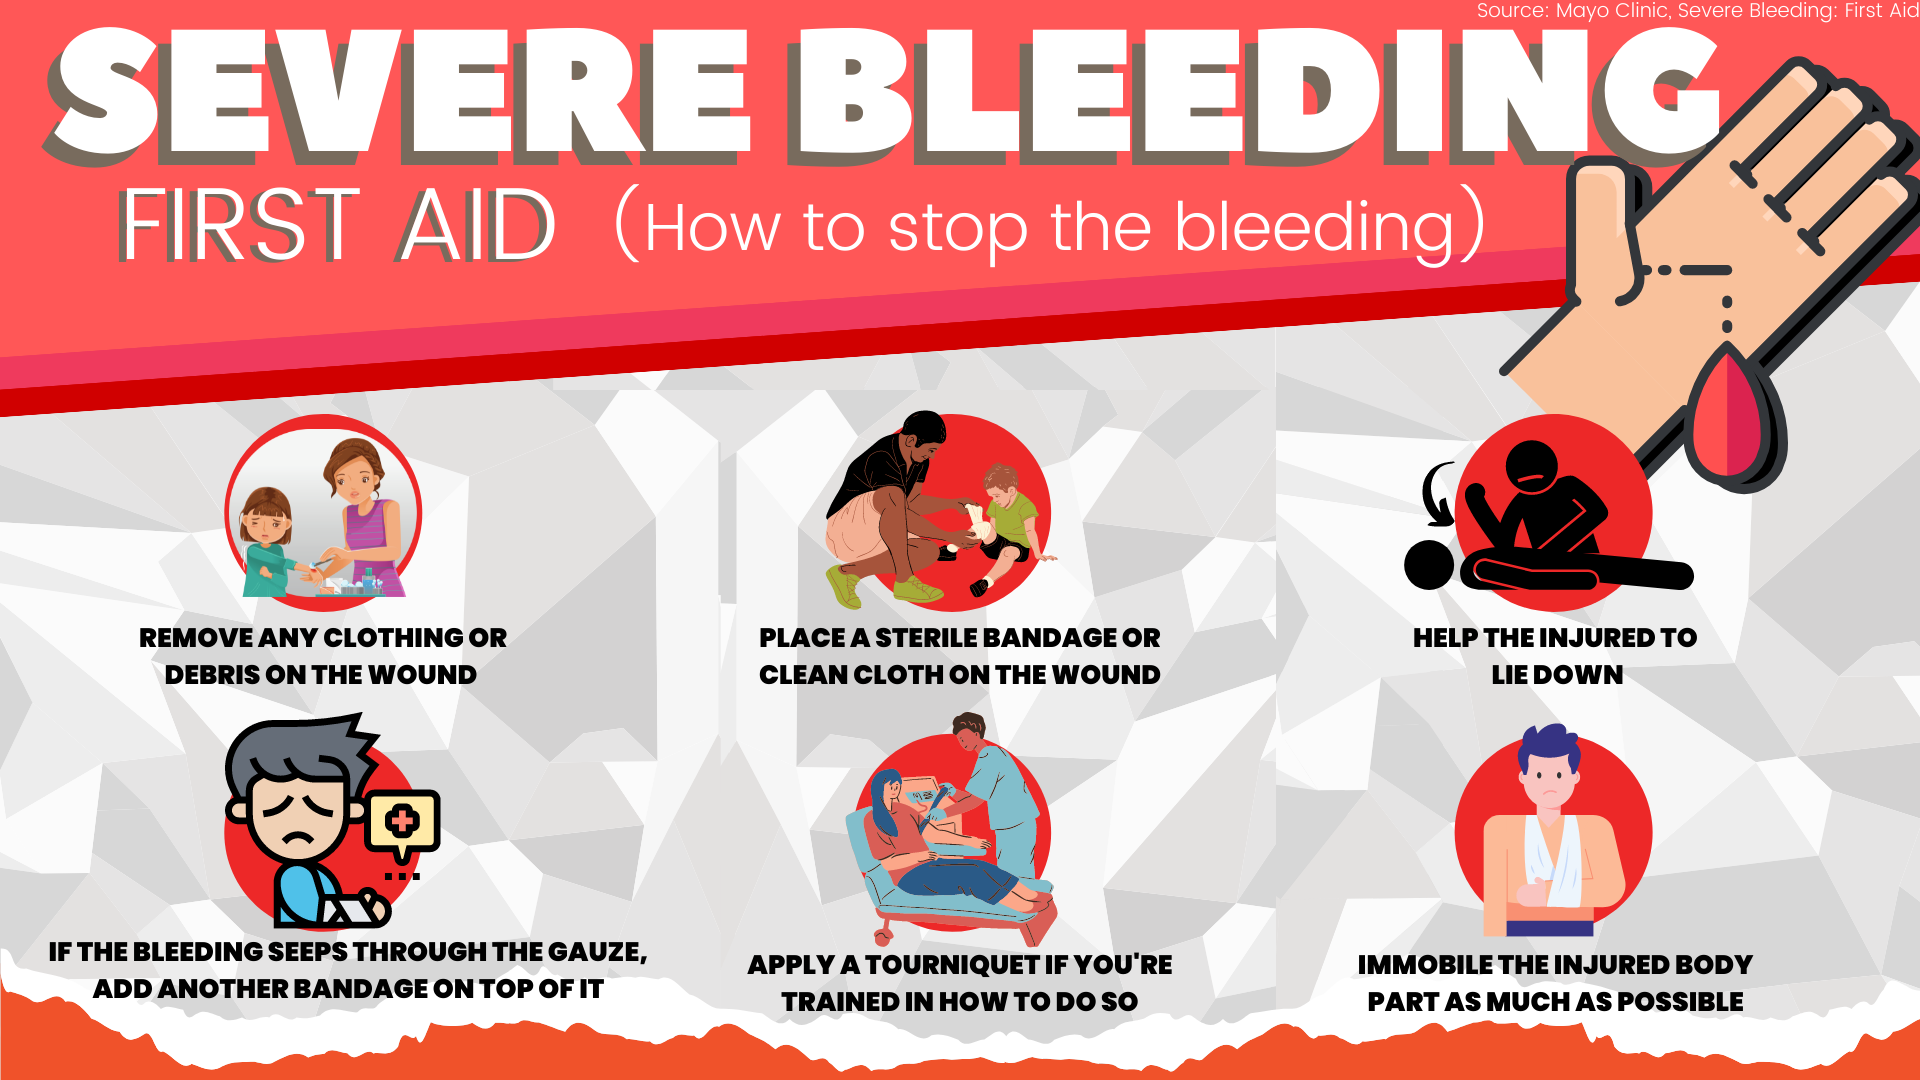 Source: Mayo Clinic, Severe Bleeding: First Aid
SEVERE BLEEDING
FIRST AID (How to stop the bleeding)
REMOVE ANY CLOTHING OR
DEBRIS ON THE WOUND
PLACE A STERILE BANDAGE OR
CLEAN CLOTH ON THE WOUND
HELP THE INJURED TO
LIE DOWN
IF THE BLEEDING SEEPS THROUGH THE GAUZE,
ADD ANOTHER BANDAGE ON TOP OF IT
APPLY A TOURNIQUET IF YOU'RE
TRAINED IN HOW TO DO SO
IMMOBILE THE INJURED BODY
PART AS MUCH AS POSSIBLE